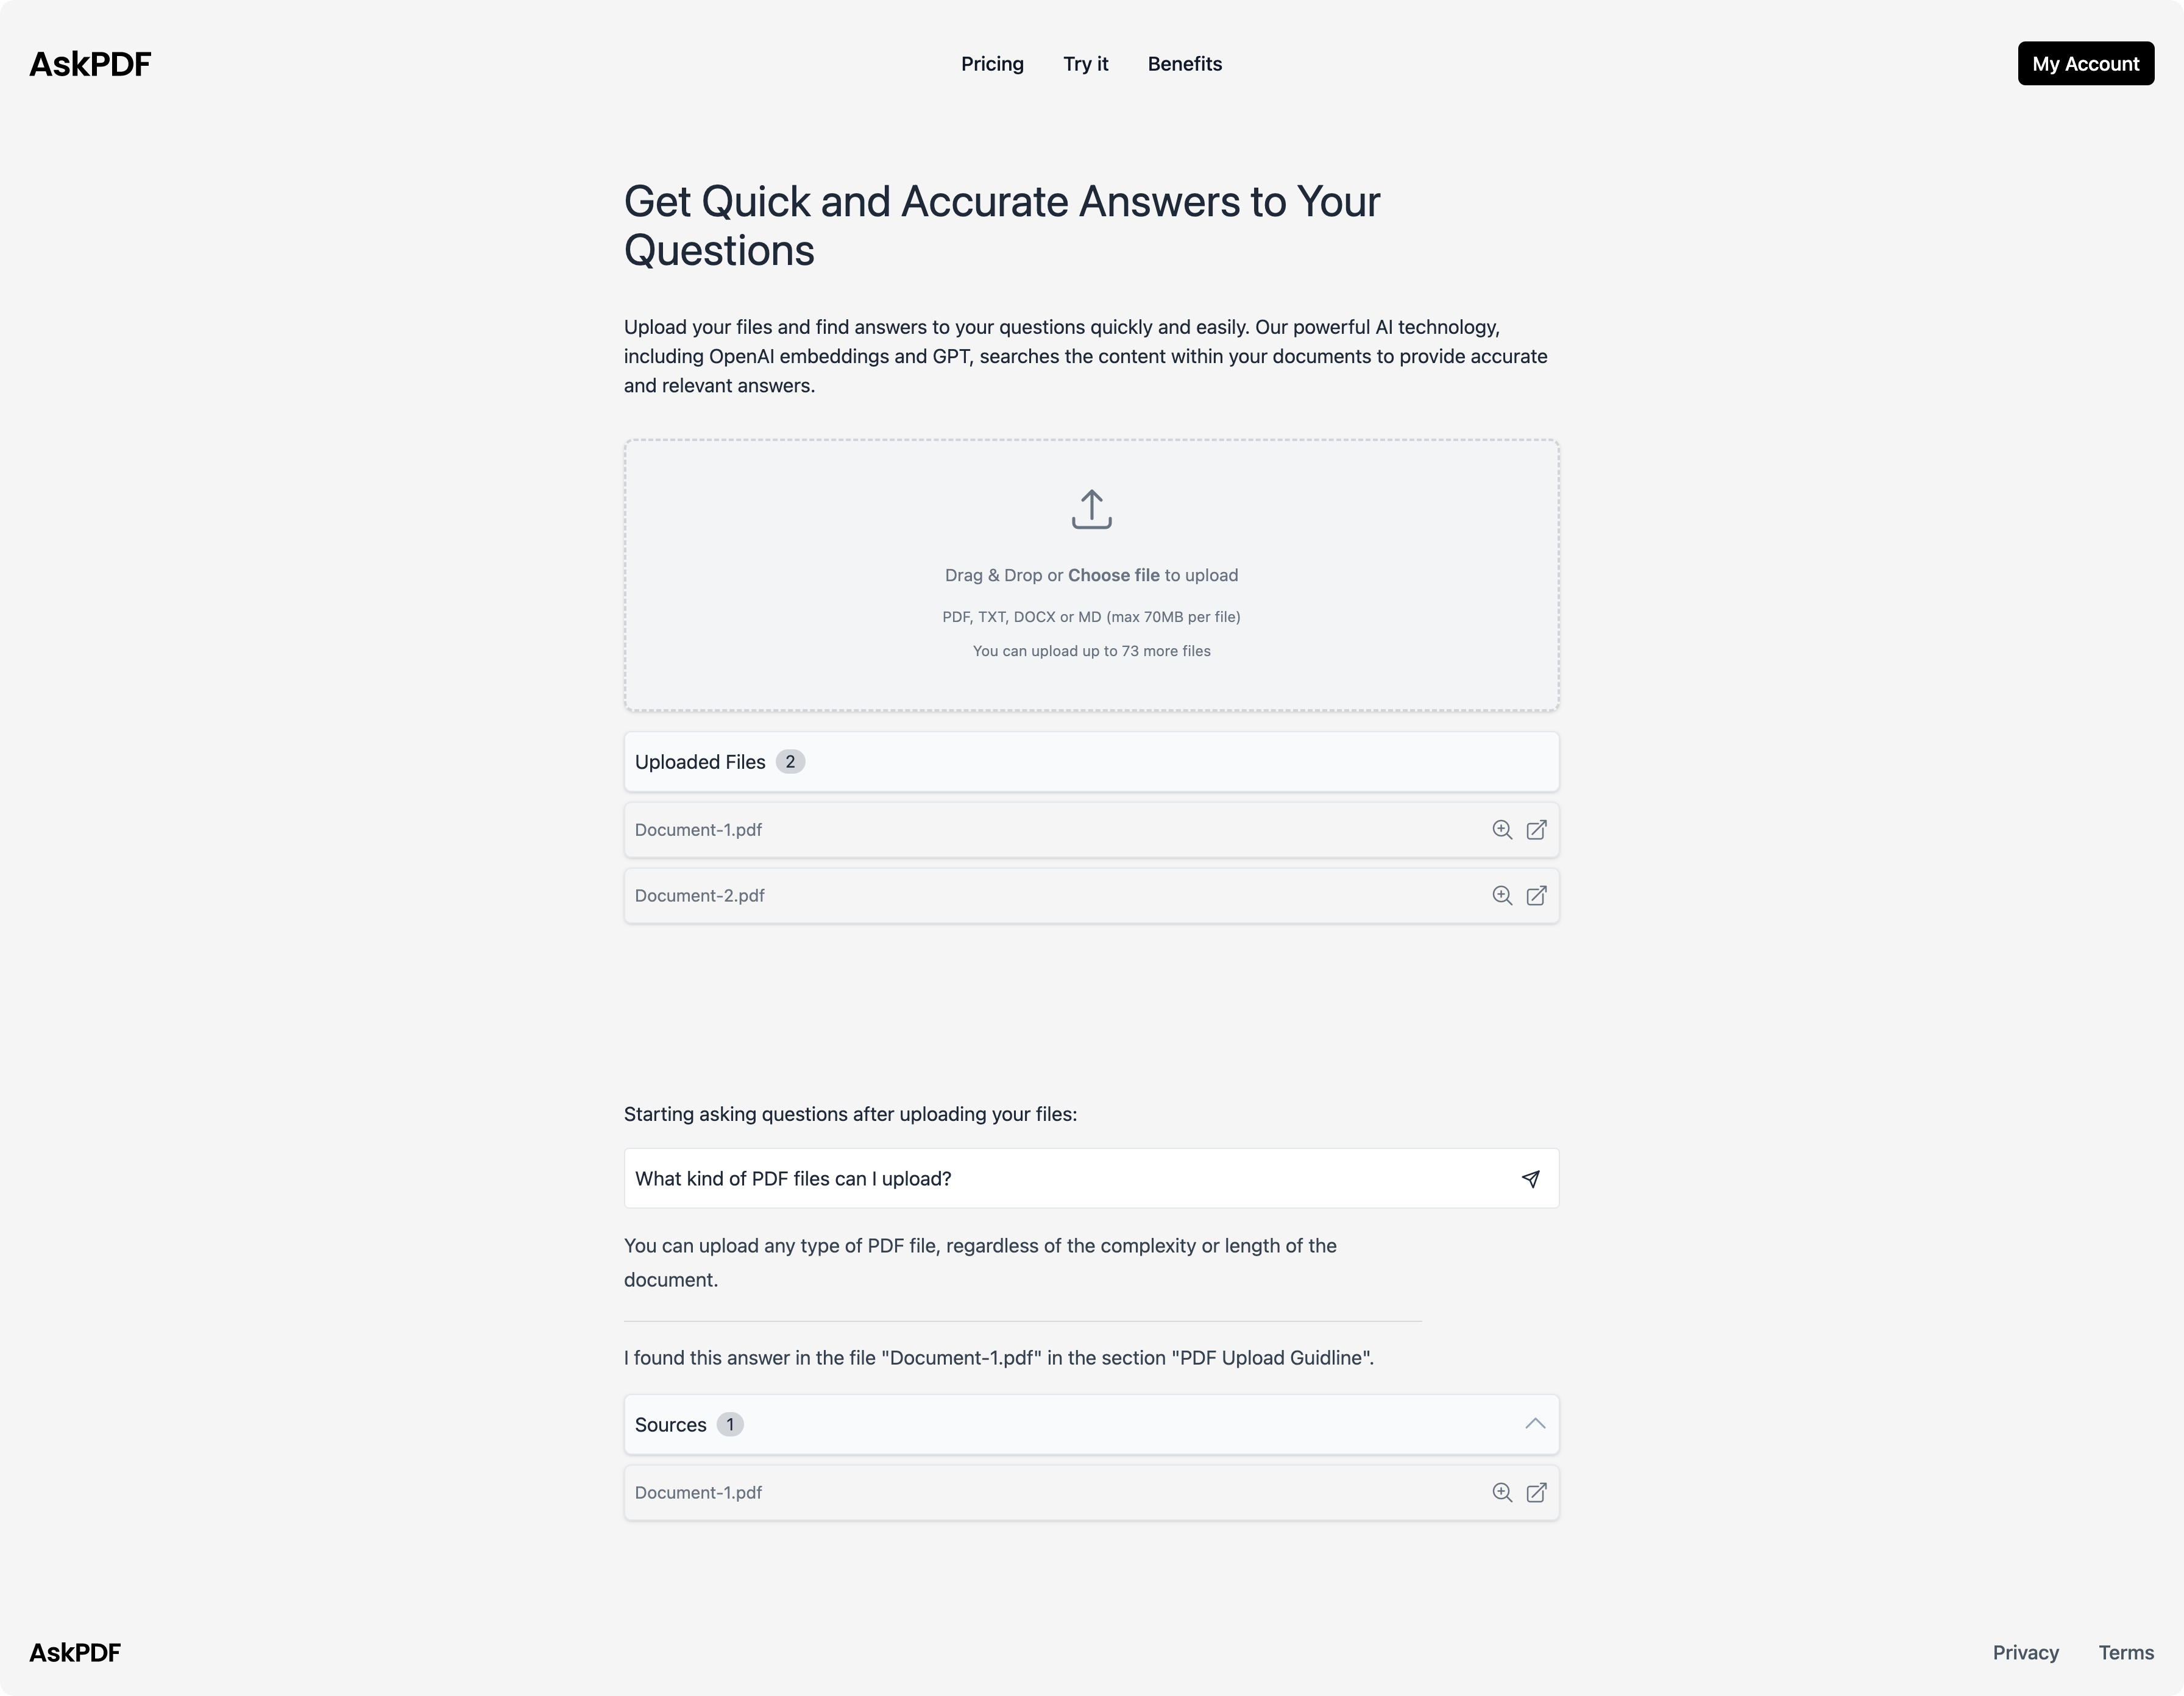 AskPDF
Pricing
Try it
Benefits
My Account
Get Quick and Accurate Answers to Your
Questions
Upload your files and find answers to your questions quickly and easily. Our powerful AI technology,
including OpenAI embeddings and GPT, searches the content within your documents to provide accurate
and relevant answers.
Drag & Drop or Choose file to upload
PDF, TXT, DOCX or MD (max 70MB per file)
You can upload up to 73 more files
Uploaded Files 2
Document-1.pdf
Document-2.pdf
Starting asking questions after uploading your files:
What kind of PDF files can I upload?
You can upload any type of PDF file, regardless of the complexity or length of the
document.
I found this answer in the file "Document-1.pdf" in the section "PDF Upload Guidline".
Sources 1
Document-1.pdf
AskPDF
Privacy
Terms